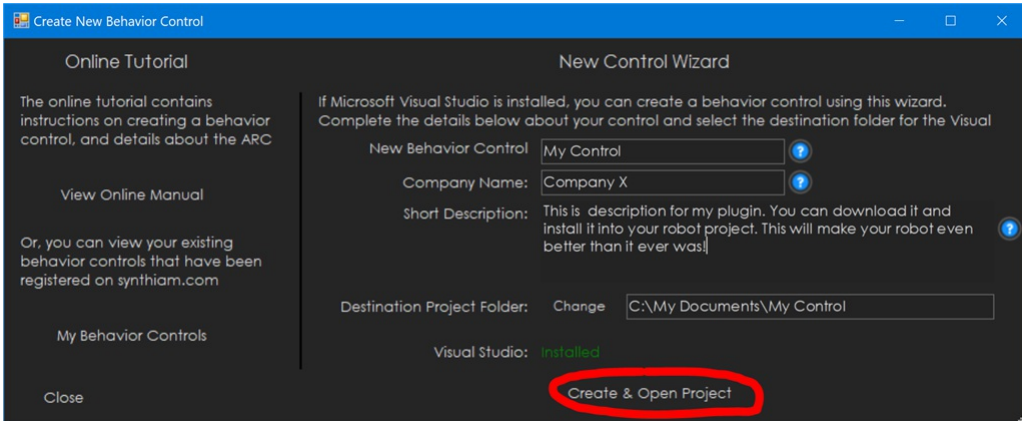 Create New Behavior Control
Online Tutorial
The online tutorial contains
instructions on creating a behavior
control, and details about the ARC
View Online Manual
Or, you can view your existing
behavior controls that have been
registered on synthiam.com
My Behavior Controls
Close
New Control Wizard
If Microsoft Visual Studio is installed, you can create a behavior control using this wizard.
Complete the details below about your control and select the destination folder for the Visual
New Behavior Control My Control ?
Company Name: Company X ?
Short Description: This is description for my plugin. You can download it and
install it into your robot project. This will make your robot even
better than it ever was! ?
Destination Project Folder: Change C:\My Documents\My Control
Visual Studio: Installed
Create & Open Project